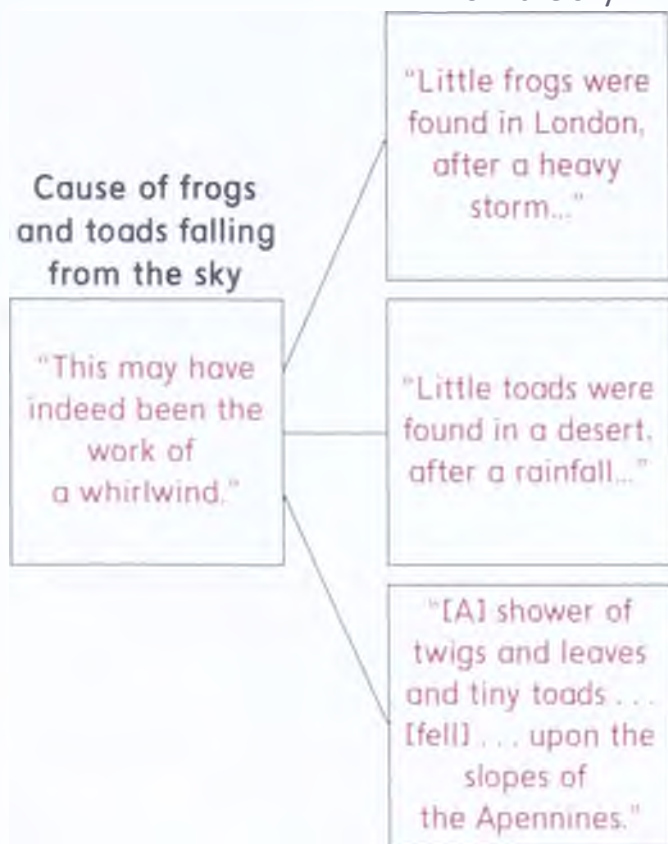 Cause of frogs
and toads falling
from the sky
"This may have
indeed been the
work of
a whirlwind."
"Little frogs were
found in London,
after a heavy
storm..."
"Little toads were
found in a desert,
after a rainfall..."
"[A] shower of
twigs and leaves
and tiny toads . . .
[fell] . . . upon the
slopes of
the Apennines."